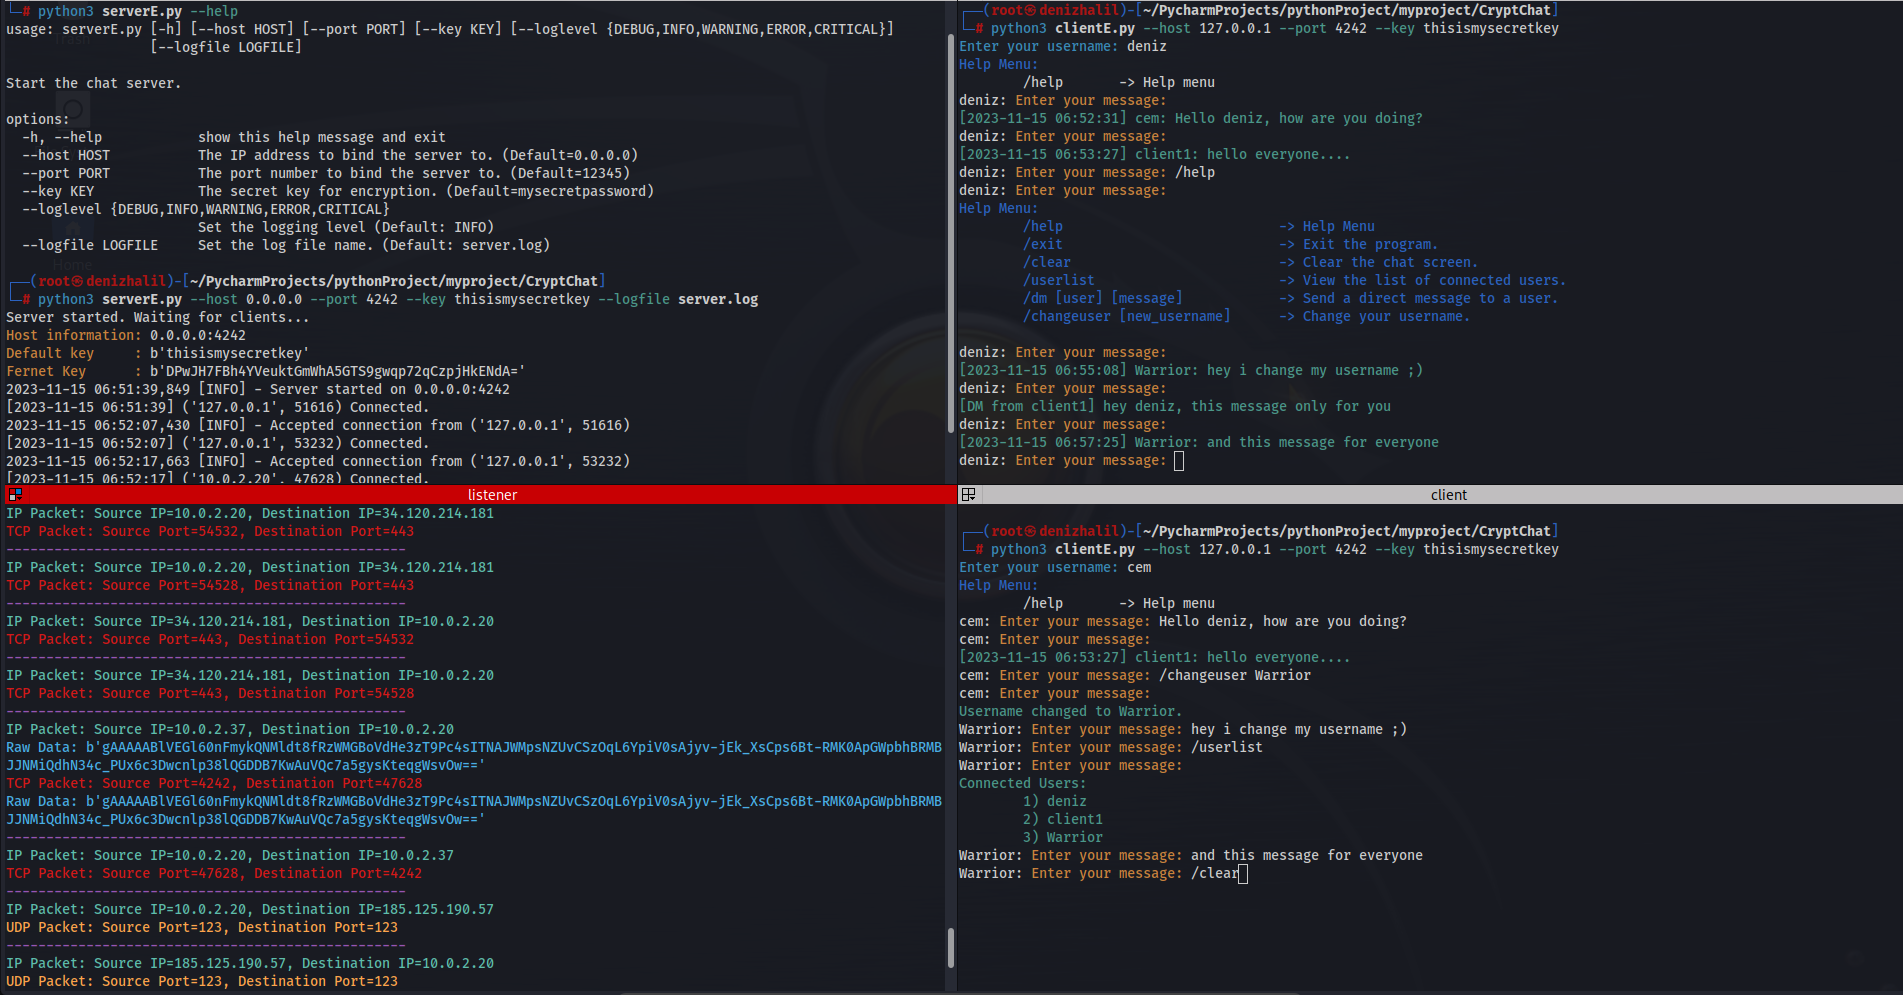 └─# python3 serverE.py --help
usage: serverE.py [-h] [--host HOST] [--port PORT] [--key KEY] [--loglevel {DEBUG,INFO,WARNING,ERROR,CRITICAL}]
                  [--logfile LOGFILE]

Start the chat server.

options:
  -h, --help            show this help message and exit
  --host HOST           The IP address to bind the server to. (Default=0.0.0.0)
  --port PORT           The port number to bind the server to. (Default=12345)
  --key KEY             The secret key for encryption. (Default=mysecretpassword)
  --loglevel {DEBUG,INFO,WARNING,ERROR,CRITICAL}
                        Set the logging level (Default: INFO)
  --logfile LOGFILE     Set the log file name. (Default: server.log)
Home
┌──(root㉿denizhalil)-[~/PycharmProjects/pythonProject/myproject/CryptChat]
└─# python3 serverE.py --host 0.0.0.0 --port 4242 --key thisismysecretkey --logfile server.log
Server started. Waiting for clients...
Host information: 0.0.0.0:4242
Default key     : b'thisismysecretkey'
Fernet Key      : b'DPwJH7FBh4YVeuktGmWhA5GTS9gwqp72qCzpjHkENdA='
2023-11-15 06:51:39,849 [INFO] - Server started on 0.0.0.0:4242
[2023-11-15 06:51:39] ('127.0.0.1', 51616) Connected.
2023-11-15 06:52:07,430 [INFO] - Accepted connection from ('127.0.0.1', 51616)
[2023-11-15 06:52:07] ('127.0.0.1', 53232) Connected.
2023-11-15 06:52:17,663 [INFO] - Accepted connection from ('127.0.0.1', 53232)
[2023-11-15 06:52:17] ('10.0.2.20', 47628) Connected.
┌──(root㉿denizhalil)-[~/PycharmProjects/pythonProject/myproject/CryptChat]
└─# python3 clientE.py --host 127.0.0.1 --port 4242 --key thisismysecretkey
Enter your username: deniz
Help Menu:
        /help       -> Help menu
deniz: Enter your message:
[2023-11-15 06:52:31] cem: Hello deniz, how are you doing?
deniz: Enter your message:
[2023-11-15 06:53:27] client1: hello everyone....
deniz: Enter your message: /help
deniz: Enter your message:
Help Menu:
        /help                           -> Help Menu
        /exit                           -> Exit the program.
        /clear                          -> Clear the chat screen.
        /userlist                       -> View the list of connected users.
        /dm [user] [message]            -> Send a direct message to a user.
        /changeuser [new_username]      -> Change your username.

deniz: Enter your message:
[2023-11-15 06:55:08] Warrior: hey i change my username ;)
deniz: Enter your message:
[DM from client1] hey deniz, this message only for you
deniz: Enter your message:
[2023-11-15 06:57:25] Warrior: and this message for everyone
deniz: Enter your message:
listener
IP Packet: Source IP=10.0.2.20, Destination IP=34.120.214.181
TCP Packet: Source Port=54532, Destination Port=443
--------------------------------------------------
IP Packet: Source IP=10.0.2.20, Destination IP=34.120.214.181
TCP Packet: Source Port=54528, Destination Port=443
--------------------------------------------------
IP Packet: Source IP=34.120.214.181, Destination IP=10.0.2.20
TCP Packet: Source Port=443, Destination Port=54532
--------------------------------------------------
IP Packet: Source IP=34.120.214.181, Destination IP=10.0.2.20
TCP Packet: Source Port=443, Destination Port=54528
--------------------------------------------------
IP Packet: Source IP=10.0.2.37, Destination IP=10.0.2.20
Raw Data: b'gAAAAABlVEGl60nFmykQNMldt8fRzWMGBoVdHe3zT9Pc4sITNAJWMpsNZUvCSzOqL6YpiV0sAjyv-jEk_XsCps6Bt-RMK0ApGWpbhBRMB
JJNMiQdhN34c_PUx6c3Dwcnlp38lQGDDB7KwAuVQc7a5gysKteqgWsvOw=='
TCP Packet: Source Port=4242, Destination Port=47628
Raw Data: b'gAAAAABlVEGl60nFmykQNMldt8fRzWMGBoVdHe3zT9Pc4sITNAJWMpsNZUvCSzOqL6YpiV0sAjyv-jEk_XsCps6Bt-RMK0ApGWpbhBRMB
JJNMiQdhN34c_PUx6c3Dwcnlp38lQGDDB7KwAuVQc7a5gysKteqgWsvOw=='
--------------------------------------------------
IP Packet: Source IP=10.0.2.20, Destination IP=10.0.2.37
TCP Packet: Source Port=47628, Destination Port=4242
--------------------------------------------------
IP Packet: Source IP=10.0.2.20, Destination IP=185.125.190.57
UDP Packet: Source Port=123, Destination Port=123
--------------------------------------------------
IP Packet: Source IP=185.125.190.57, Destination IP=10.0.2.20
UDP Packet: Source Port=123, Destination Port=123
client
┌──(root㉿denizhalil)-[~/PycharmProjects/pythonProject/myproject/CryptChat]
└─# python3 clientE.py --host 127.0.0.1 --port 4242 --key thisismysecretkey
Enter your username: cem
Help Menu:
        /help       -> Help menu
cem: Enter your message: Hello deniz, how are you doing?
cem: Enter your message:
[2023-11-15 06:53:27] client1: hello everyone....
cem: Enter your message: /changeuser Warrior
cem: Enter your message:
Username changed to Warrior.
Warrior: Enter your message: hey i change my username ;)
Warrior: Enter your message: /userlist
Warrior: Enter your message:
Connected Users:
        1) deniz
        2) client1
        3) Warrior
Warrior: Enter your message: and this message for everyone
Warrior: Enter your message: /clear